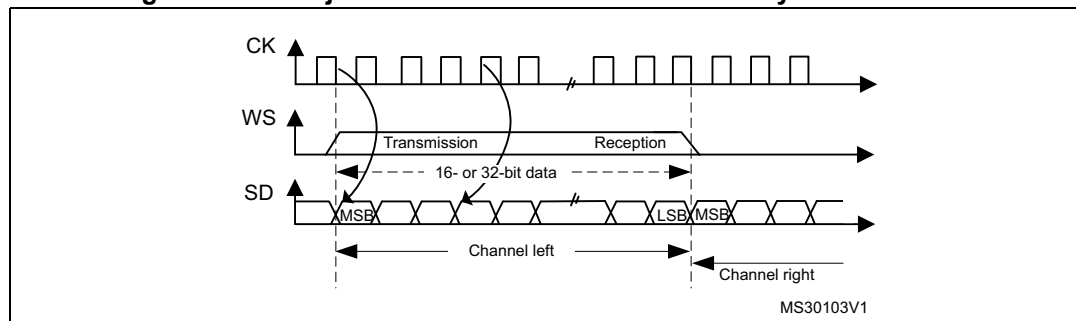 CK
WS
Transmission
Reception
16- or 32-bit data
SD
MSB
LSB
MSB
Channel left
Channel right
MS30103V1